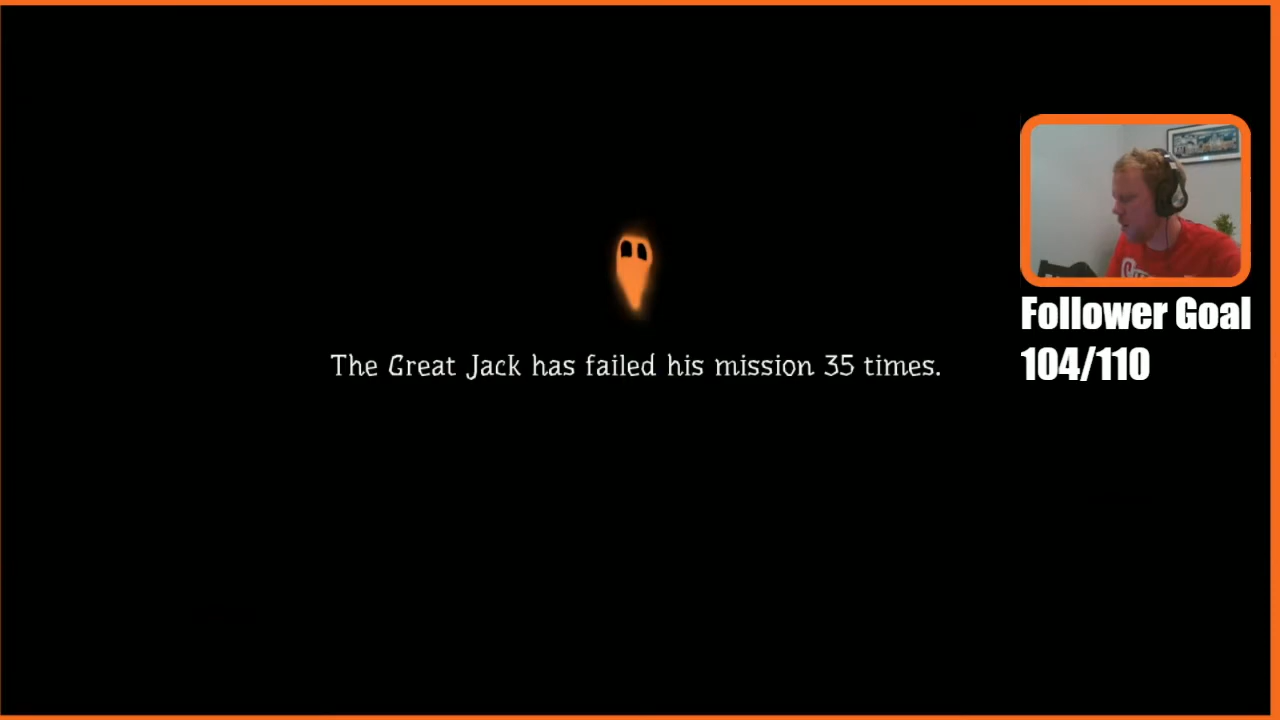 The Great Jack has failed his mission 35 times.
Follower Goal
104/110